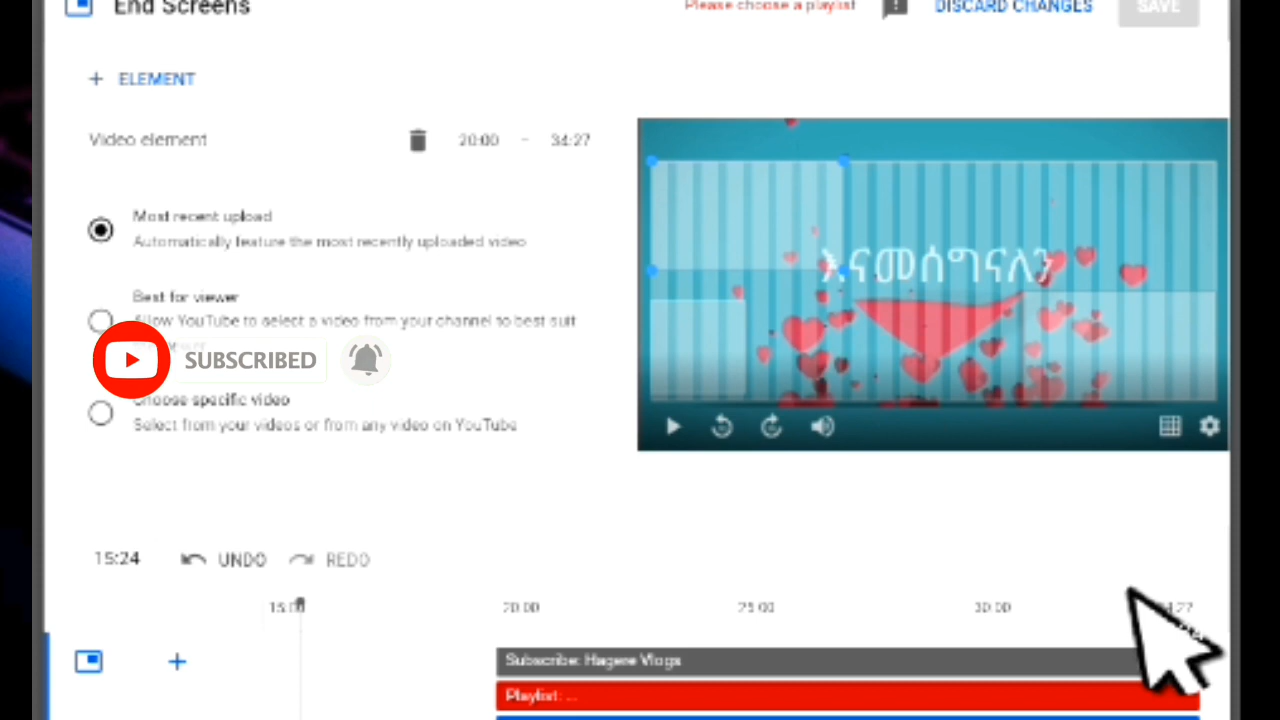 End Screens
Please choose a playlist
DISCARD CHANGES
SAVE
+ ELEMENT
Video element
20:00 – 34:27
Most recent upload
Automatically feature the most recently uploaded video
Best for viewer
Allow YouTube to select a video from your channel to best suit
SUBSCRIBED
Choose specific video
Select from your videos or from any video on YouTube
እናመሰግናለን
15:24
UNDO
REDO
20:00
25:00
30:00
Subscribe: Hagere Vlogs
Playlist: ...